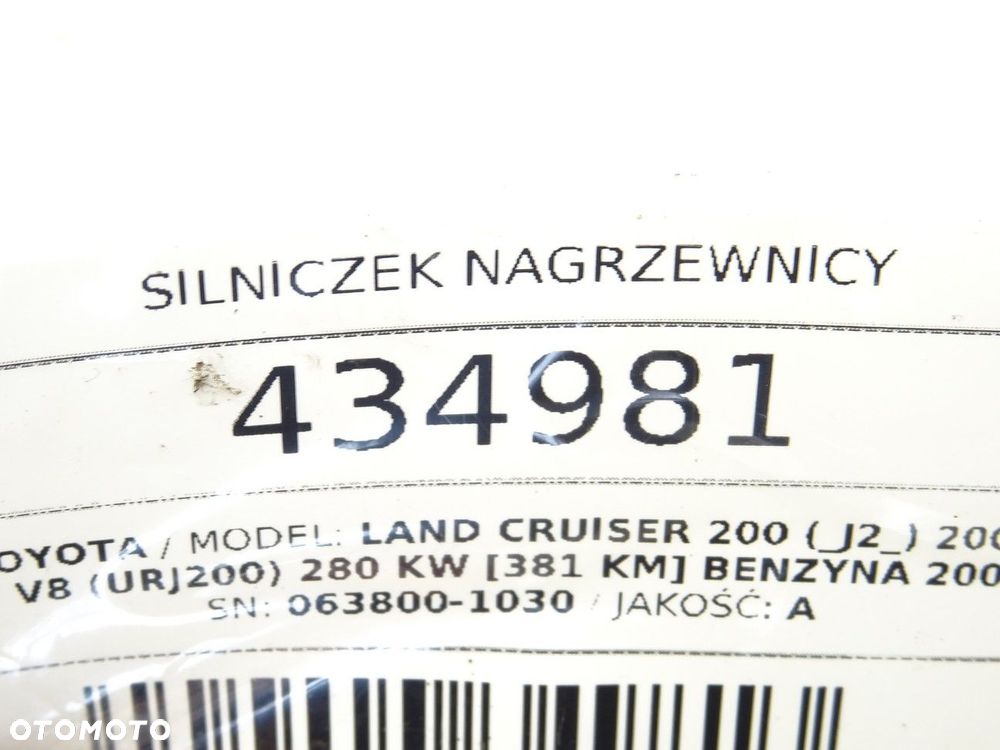 SILNICZEK NAGRZEWNICY
434981
OYOTA / MODEL: LAND CRUISER 200 (_J2_) 200
V8 (URJ200) 280 KW [381 KM] BENZYNA 200
SN: 063800-1030 / JAKOŚĆ: A
OTOMOTO